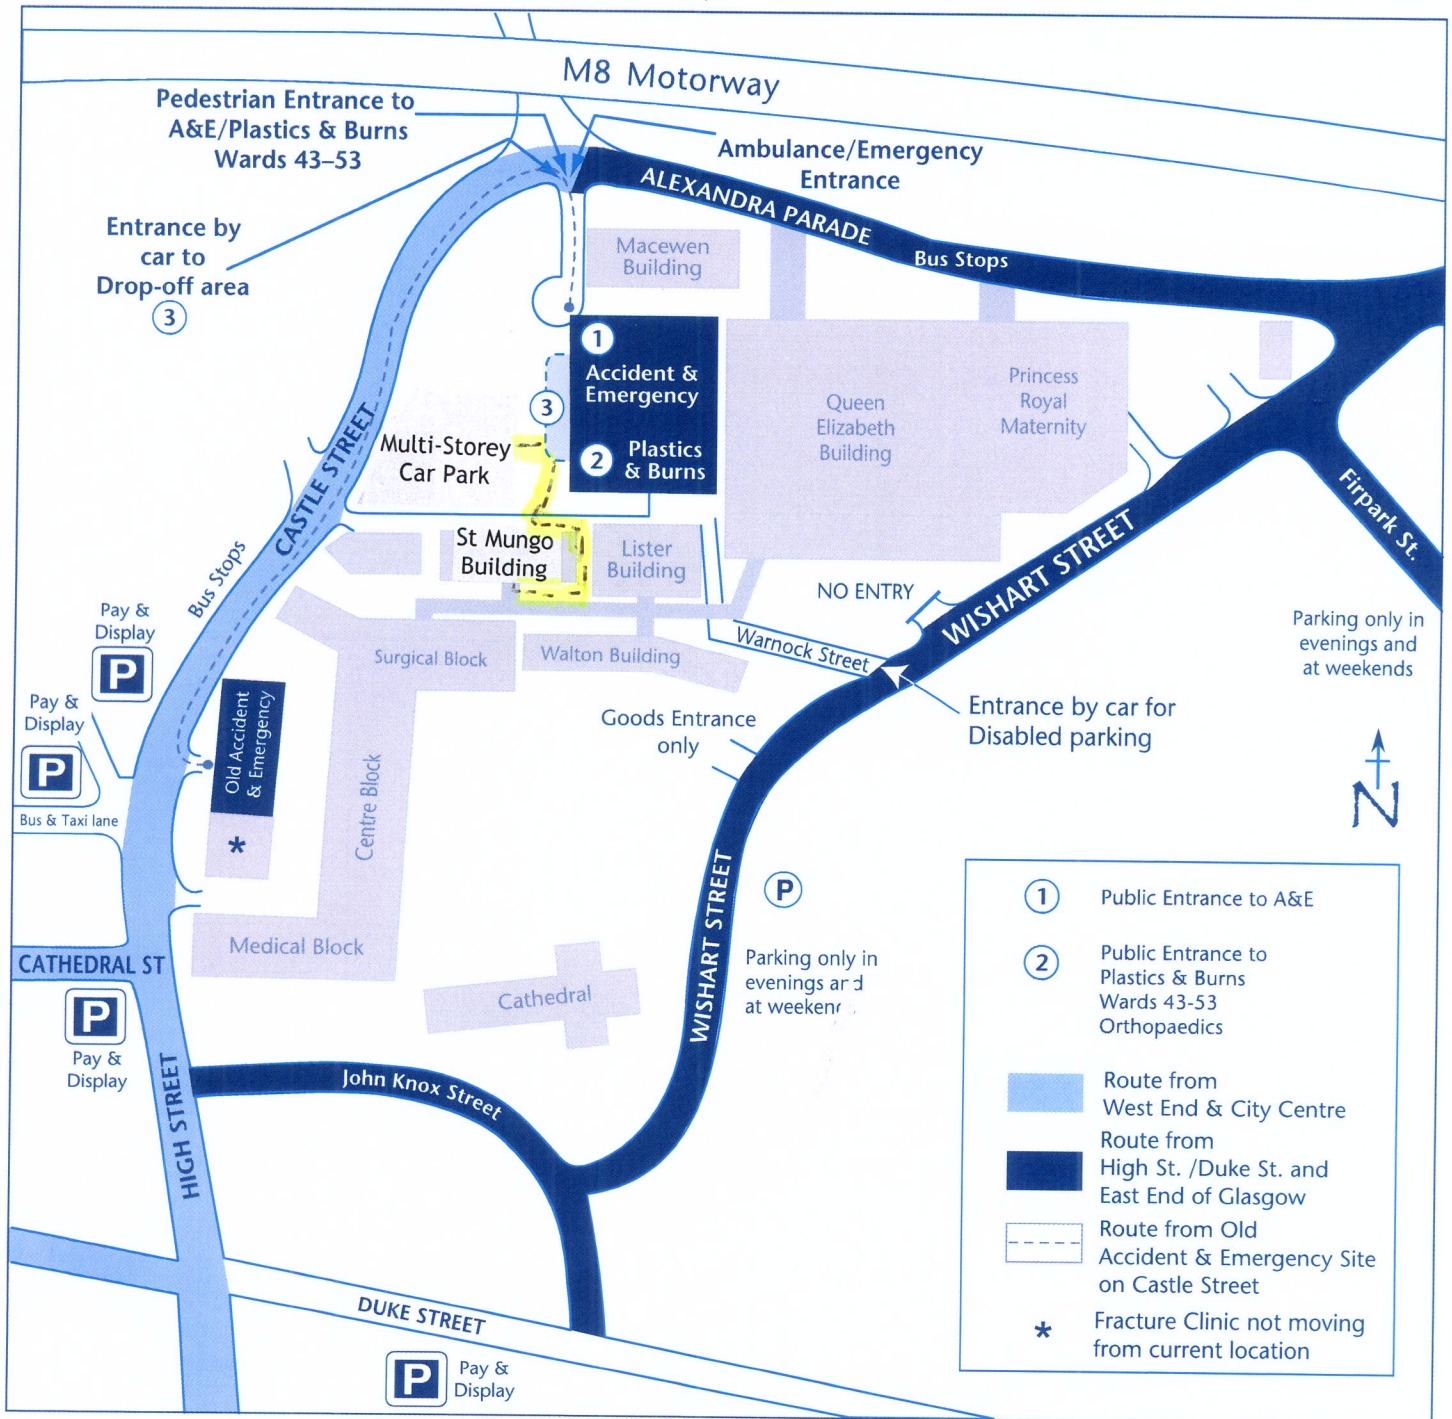 M8 Motorway
Pedestrian Entrance to
A&E/Plastics & Burns
Wards 43–53
Ambulance/Emergency
Entrance
ALEXANDRA PARADE
Bus Stops
Entrance by
car to
Drop-off area
3
Macewen
Building
1
Accident &
Emergency
3
2
Plastics
& Burns
Queen
Elizabeth
Building
Princess
Royal
Maternity
Multi-Storey
Car Park
CASTLE STREET
Bus Stops
St Mungo
Building
Lister
Building
Firpark St.
WISHART STREET
NO ENTRY
Parking only in
evenings and
at weekends
Warnock Street
Surgical Block
Walton Building
Pay &
Display
P
Pay &
Display
P
Bus & Taxi lane
Old Accident
& Emergency
*
Centre Block
Goods Entrance
only
Entrance by car for
Disabled parking
N
WISHART STREET
P
Parking only in
evenings and
at weeken
Medical Block
Cathedral
CATHEDRAL ST
P
Pay &
Display
HIGH STREET
John Knox Street
DUKE STREET
P
Pay &
Display
1
Public Entrance to A&E
2
Public Entrance to
Plastics & Burns
Wards 43-53
Orthopaedics
Route from
West End & City Centre
Route from
High St. /Duke St. and
East End of Glasgow
Route from Old
Accident & Emergency Site
on Castle Street
*
Fracture Clinic not moving
from current location